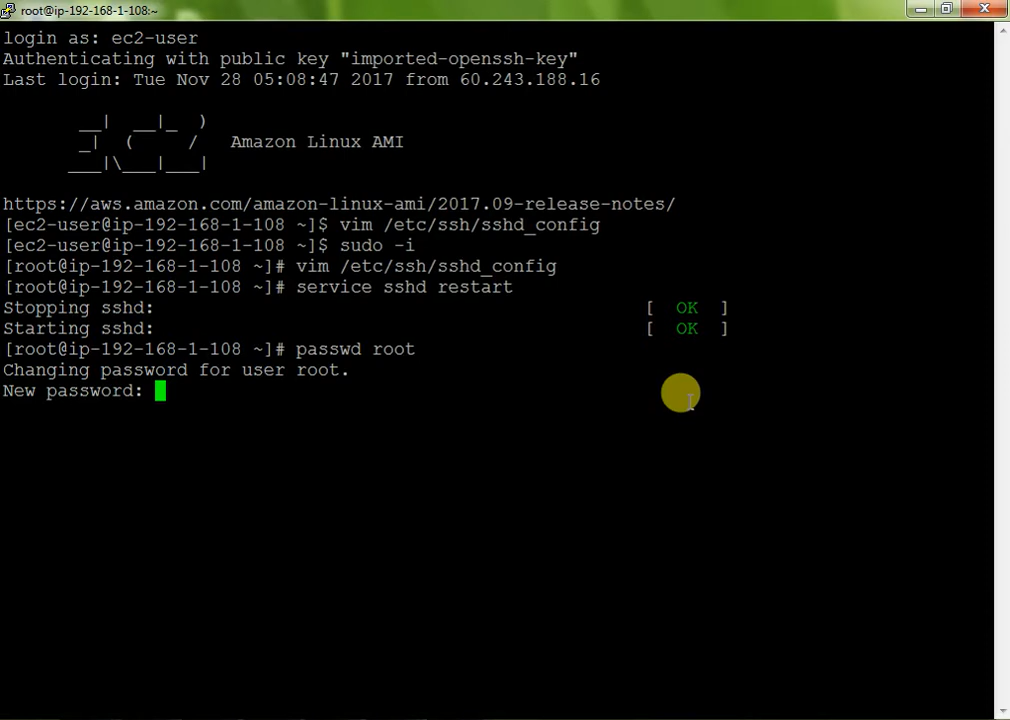 root@ip-192-168-1-108:~
login as: ec2-user
Authenticating with public key "imported-openssh-key"
Last login: Tue Nov 28 05:08:47 2017 from 60.243.188.16
__|  __|_  )
_|  (     /   Amazon Linux AMI
___|\___|___|
https://aws.amazon.com/amazon-linux-ami/2017.09-release-notes/
[ec2-user@ip-192-168-1-108 ~]$ vim /etc/ssh/sshd_config
[ec2-user@ip-192-168-1-108 ~]$ sudo -i
[root@ip-192-168-1-108 ~]# vim /etc/ssh/sshd_config
[root@ip-192-168-1-108 ~]# service sshd restart
Stopping sshd: [  OK  ]
Starting sshd: [  OK  ]
[root@ip-192-168-1-108 ~]# passwd root
Changing password for user root.
New password: